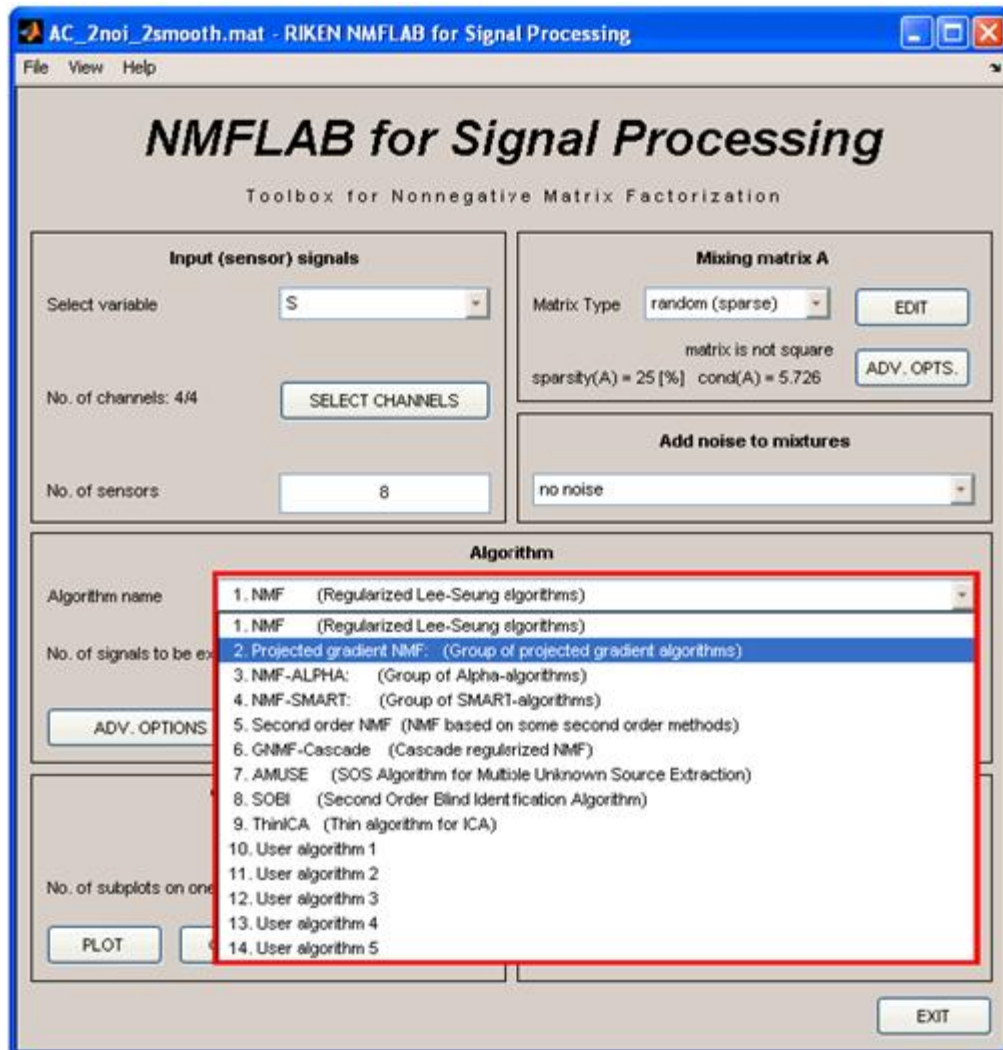 AC_2noi_2smooth.mat - RIKEN NMFLAB for Signal Processing
File View Help
NMFLAB for Signal Processing
Toolbox for Nonnegative Matrix Factorization
Input (sensor) signals
Select variable
S
No. of channels: 4/4
SELECT CHANNELS
No. of sensors
8
Mixing matrix A
Matrix Type
random (sparse)
EDIT
matrix is not square
sparsity(A) = 25 [%] cond(A) = 5.726
ADV. OPTS.
Add noise to mixtures
no noise
Algorithm
Algorithm name
1. NMF (Regularized Lee-Seung algorithms)
1. NMF (Regularized Lee-Seung algorithms)
2. Projected gradient NMF: (Group of projected gradient algorithms)
3. NMF-ALPHA: (Group of Alpha-algorithms)
4. NMF-SMART: (Group of SMART-algorithms)
5. Second order NMF (NMF based on some second order methods)
6. GNMF-Cascade (Cascade regularized NMF)
7. AMUSE (SOS Algorithm for Multiple Unknown Source Extraction)
8. SOBI (Second Order Blind Identification Algorithm)
9. ThinICA (Thin algorithm for ICA)
10. User algorithm 1
11. User algorithm 2
12. User algorithm 3
13. User algorithm 4
14. User algorithm 5
No. of signals to be
ADV. OPTIONS
No. of subplots on one
PLOT
EXIT